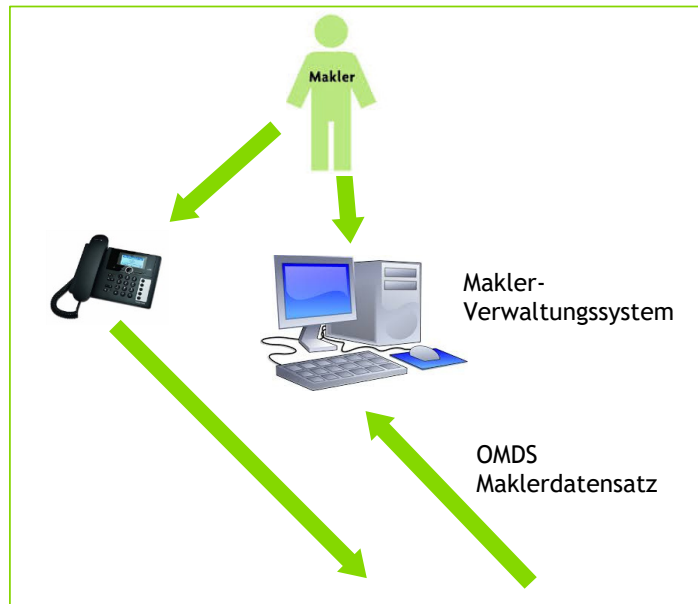 Makler
Makler-
Verwaltungssystem
OMDS
Maklerdatensatz